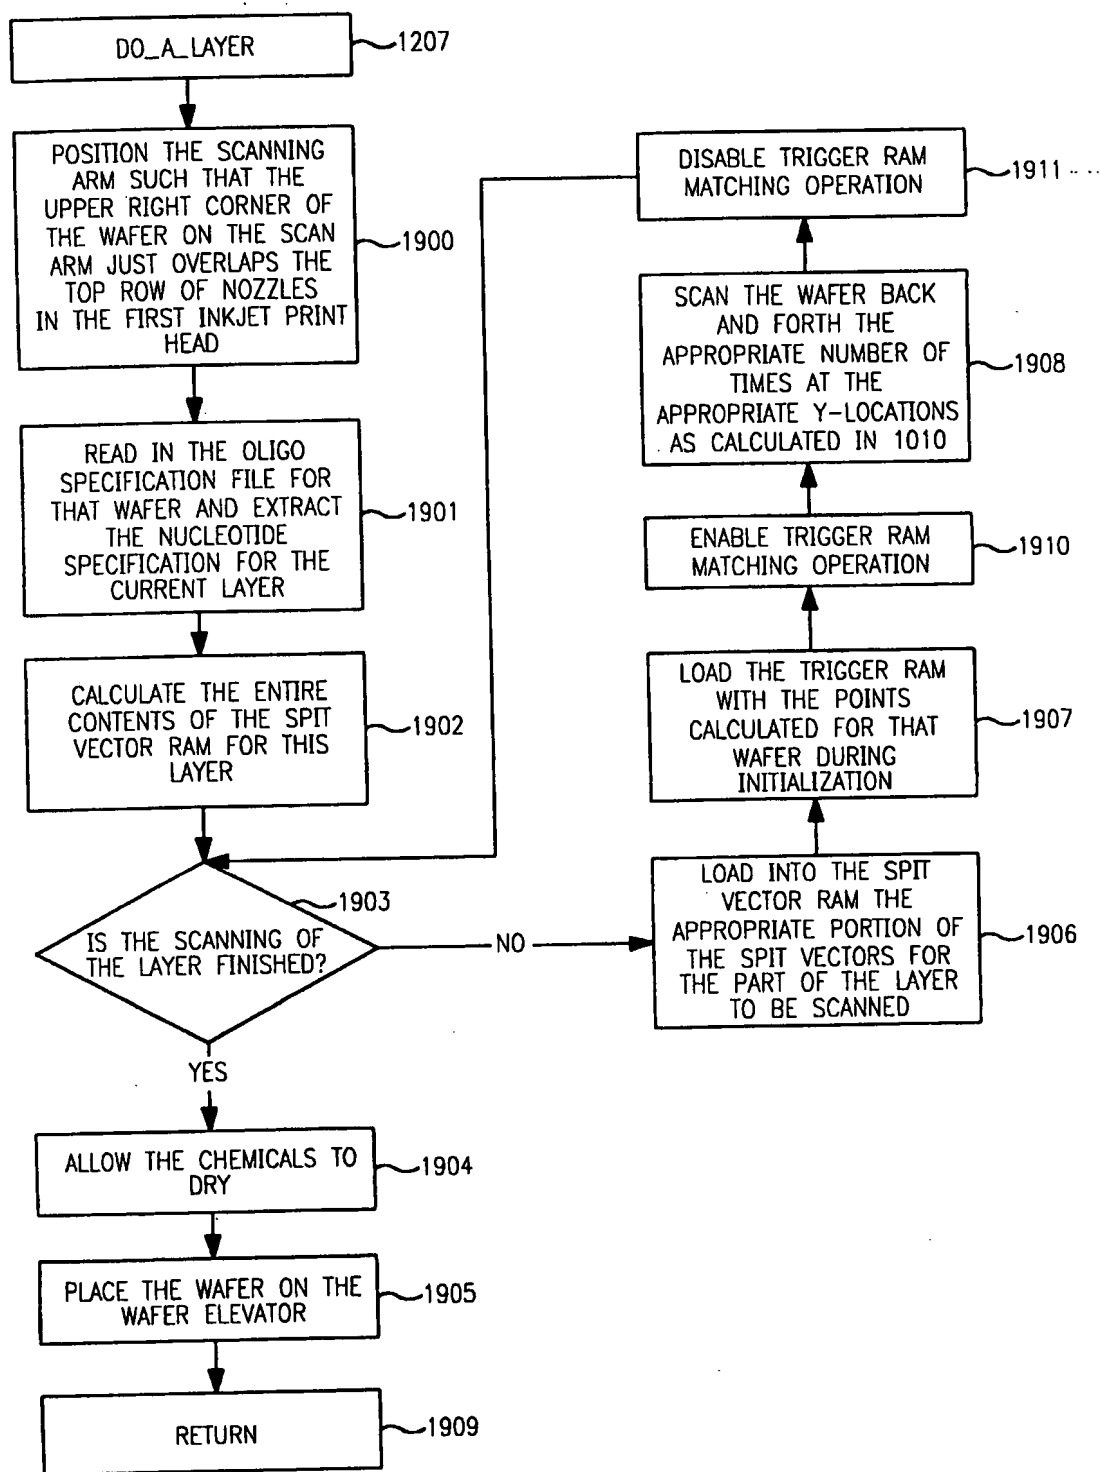 DO_A_LAYER
1207
POSITION THE SCANNING
ARM SUCH THAT THE
UPPER RIGHT CORNER OF
THE WAFER ON THE SCAN
ARM JUST OVERLAPS THE
TOP ROW OF NOZZLES
IN THE FIRST INKJET PRINT
HEAD
1900
READ IN THE OLIGO
SPECIFICATION FILE FOR
THAT WAFER AND EXTRACT
THE NUCLEOTIDE
SPECIFICATION FOR THE
CURRENT LAYER
1901
CALCULATE THE ENTIRE
CONTENTS OF THE SPIT
VECTOR RAM FOR THIS
LAYER
1902
1903
IS THE SCANNING OF
THE LAYER FINISHED?
NO
YES
LOAD INTO THE SPIT
VECTOR RAM THE
APPROPRIATE PORTION OF
THE SPIT VECTORS FOR
THE PART OF THE LAYER
TO BE SCANNED
1906
LOAD THE TRIGGER RAM
WITH THE POINTS
CALCULATED FOR THAT
WAFER DURING
INITIALIZATION
1907
ENABLE TRIGGER RAM
MATCHING OPERATION
1910
SCAN THE WAFER BACK
AND FORTH THE
APPROPRIATE NUMBER OF
TIMES AT THE
APPROPRIATE Y-LOCATIONS
AS CALCULATED IN 1010
1908
DISABLE TRIGGER RAM
MATCHING OPERATION
1911
ALLOW THE CHEMICALS TO
DRY
1904
PLACE THE WAFER ON THE
WAFER ELEVATOR
1905
RETURN
1909